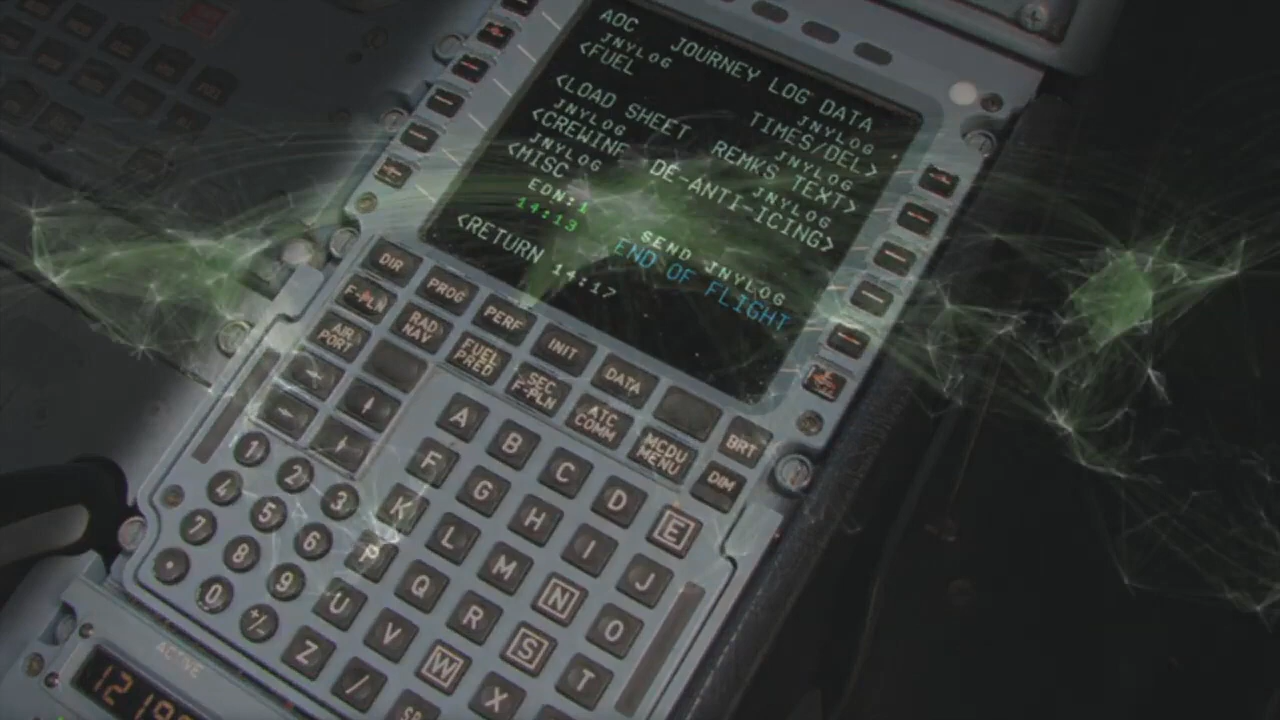 AOC JOURNEY LOG DATA
JNYLOG JNYLOG
<FUEL TIMES/DEL>
JNYLOG
<LOAD SHEET REMKS TEXT>
JNYLOG JNYLOG
<CREWINF DE-ANTI-ICING>
JNYLOG
<MISC
EON:1 SEND JNYLOG
14:13 END OF FLIGHT
<RETURN 14:17
DIR PROG PERF INIT DATA BRT
F-PLN RAD NAV FUEL PRED SEC F-PLN ATC COMM MCDU MENU DIM
AIR PORT
A B C D E
F G H I J
K L M N O
P Q R S T
U V W X
Z / SP
1 2 3
4 5 6
7 8 9
. 0 +/-
ACTIVE